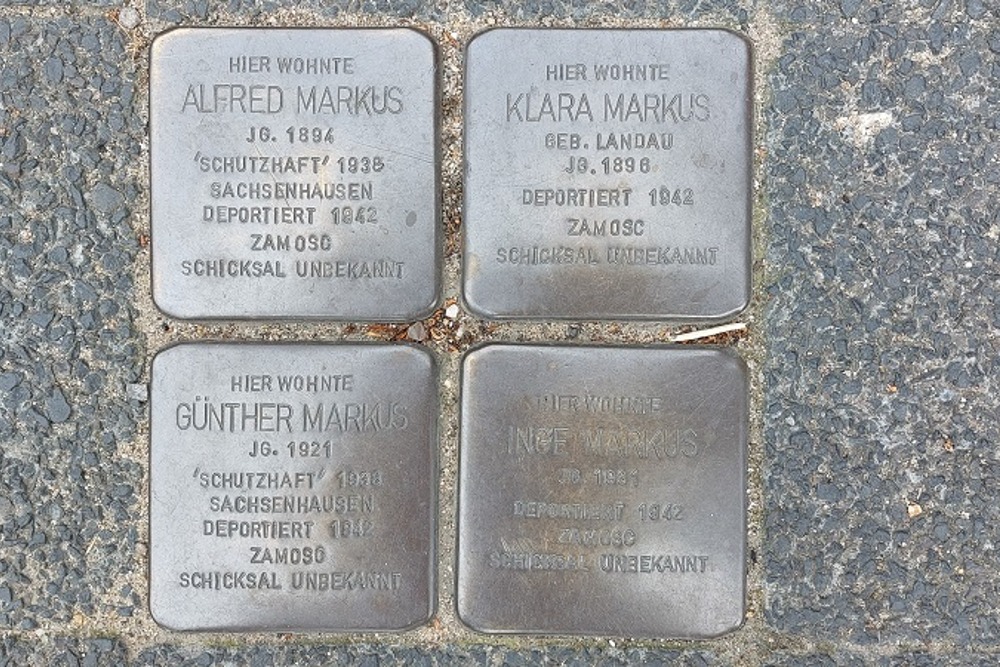 HIER WOHNTE
ALFRED MARKUS
JG. 1894
'SCHUTZHAFT' 1938
SACHSENHAUSEN
DEPORTIERT 1942
ZAMOSC
SCHICKSAL UNBEKANNT
HIER WOHNTE
KLARA MARKUS
GEB. LANDAU
JG. 1896
DEPORTIERT 1942
ZAMOSC
SCHICKSAL UNBEKANNT
HIER WOHNTE
GÜNTHER MARKUS
JG. 1921
'SCHUTZHAFT' 1938
SACHSENHAUSEN
DEPORTIERT 1942
ZAMOSC
SCHICKSAL UNBEKANNT
HIER WOHNTE
INGE MARKUS
JG.
DEPORTIERT 1942
ZAMOSC
SCHICKSAL UNBEKANNT